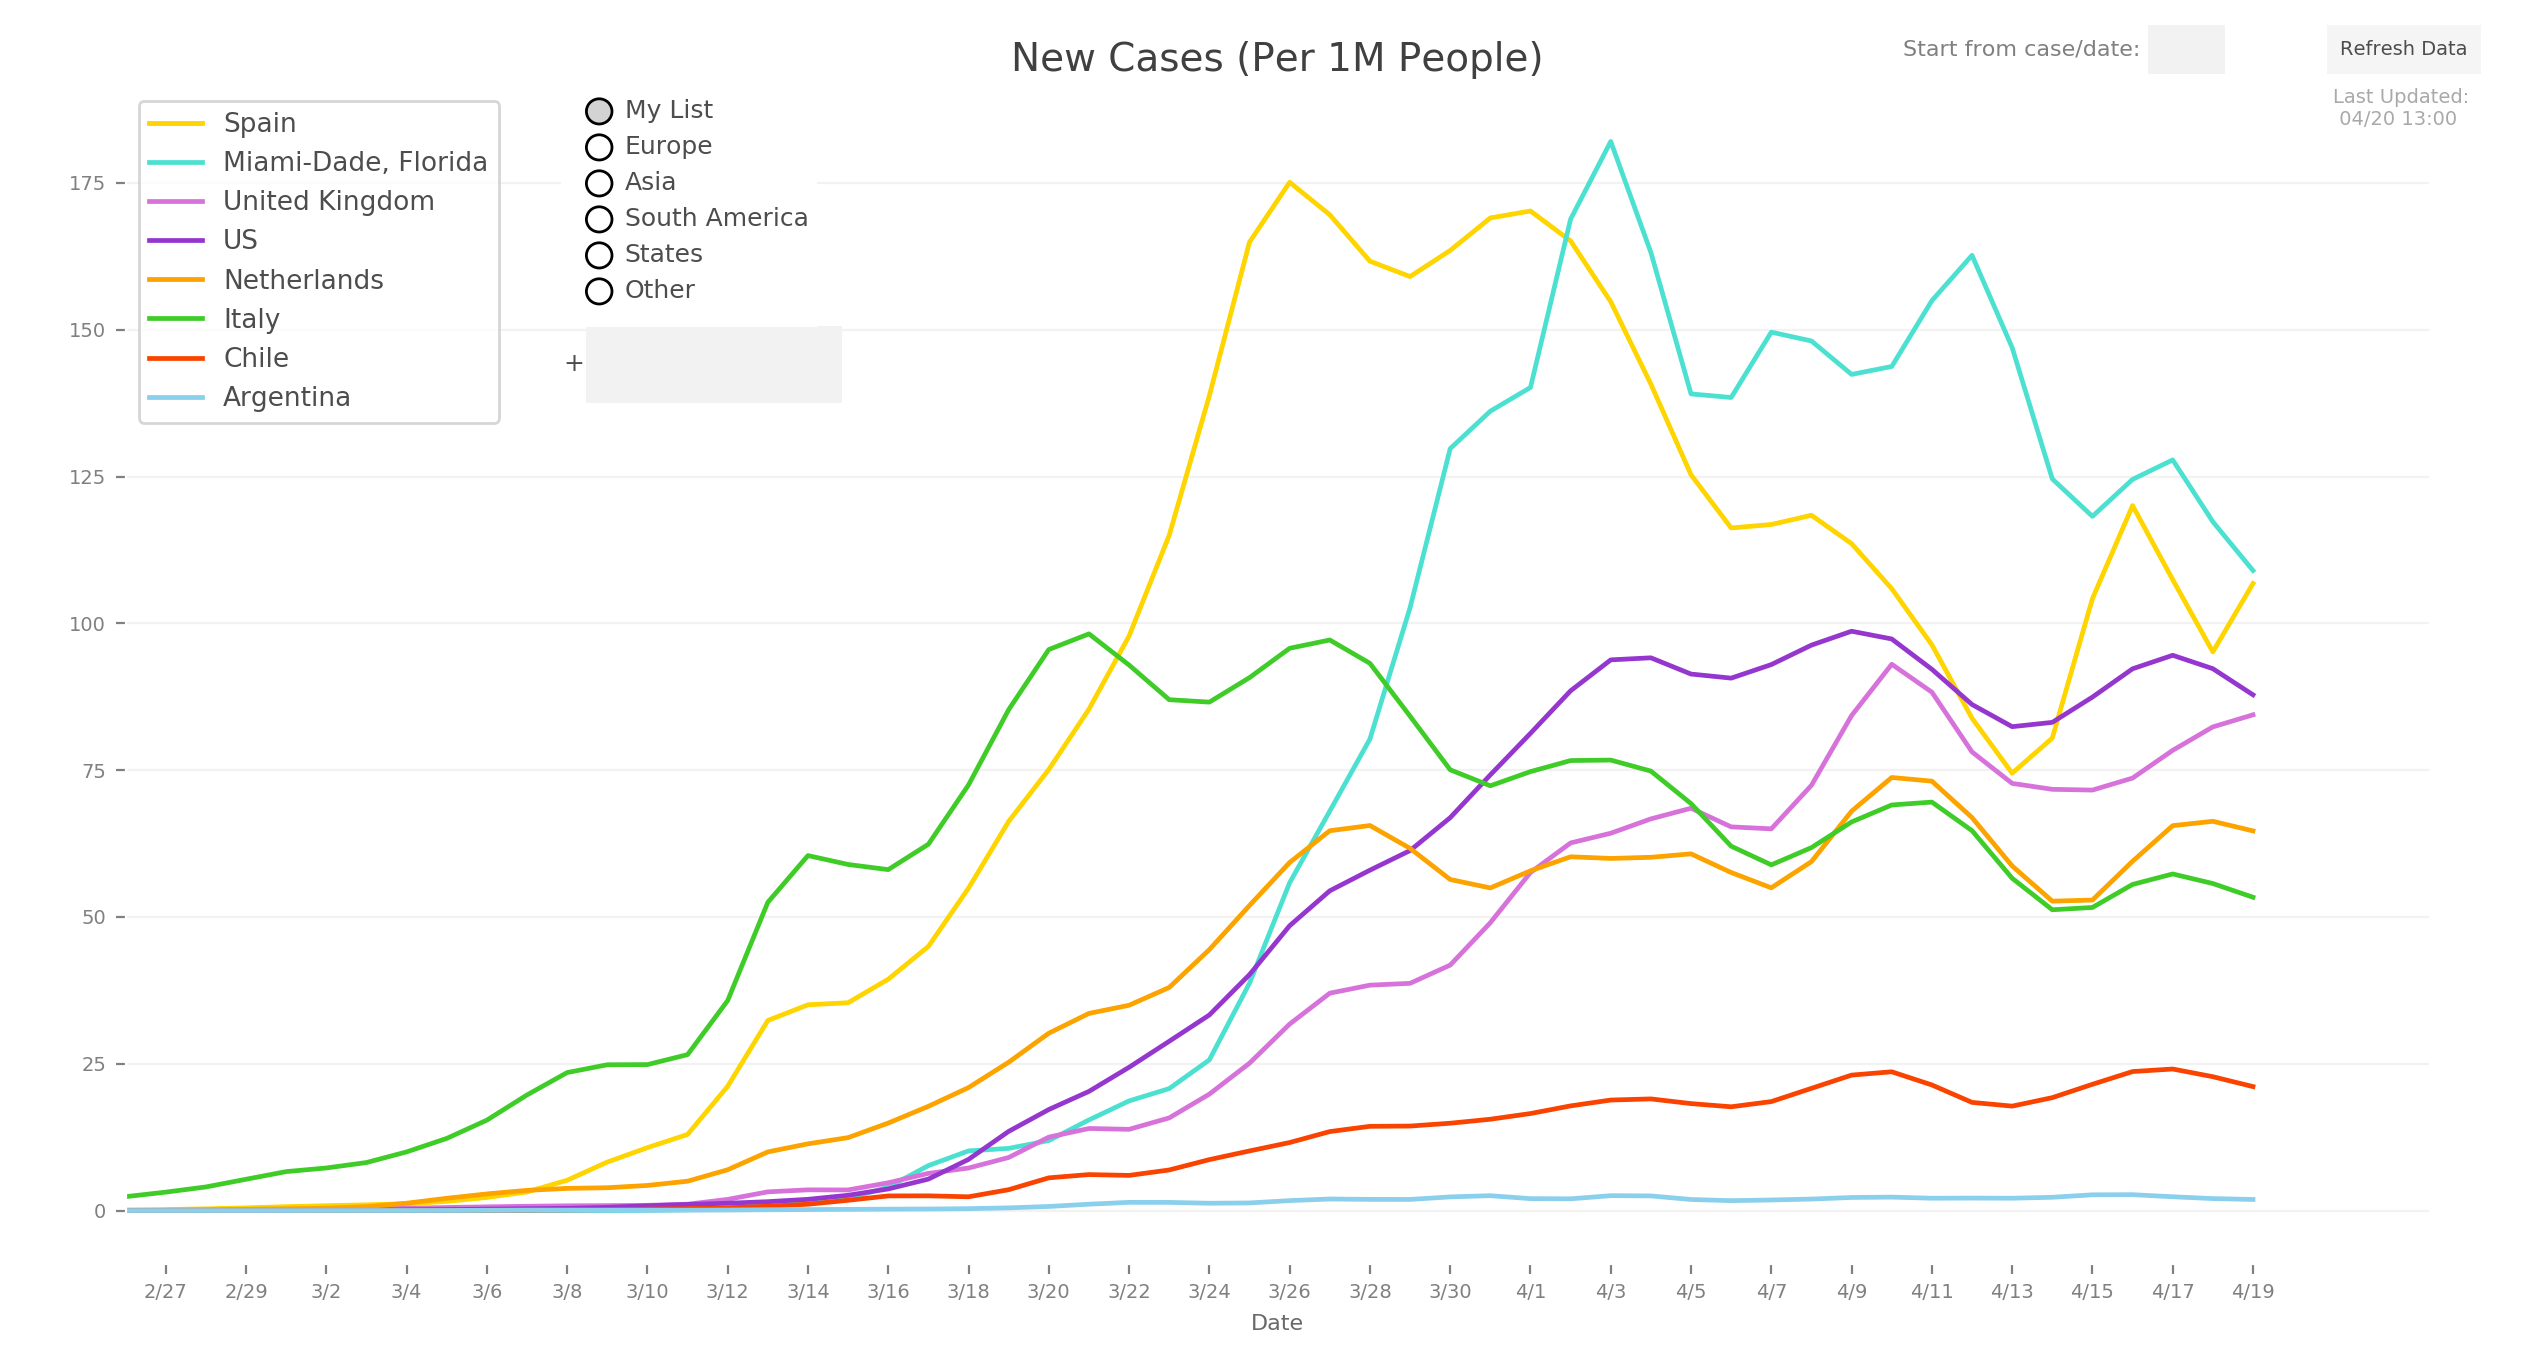 New Cases (Per 1M People)
Start from case/date:
Refresh Data
Last Updated:
04/20 13:00
Spain
Miami-Dade, Florida
United Kingdom
US
Netherlands
Italy
Chile
Argentina
My List
Europe
Asia
South America
States
Other
+
175
150
125
100
75
50
25
0
2/27 2/29 3/2 3/4 3/6 3/8 3/10 3/12 3/14 3/16 3/18 3/20 3/22 3/24 3/26 3/28 3/30 4/1 4/3 4/5 4/7 4/9 4/11 4/13 4/15 4/17 4/19
Date